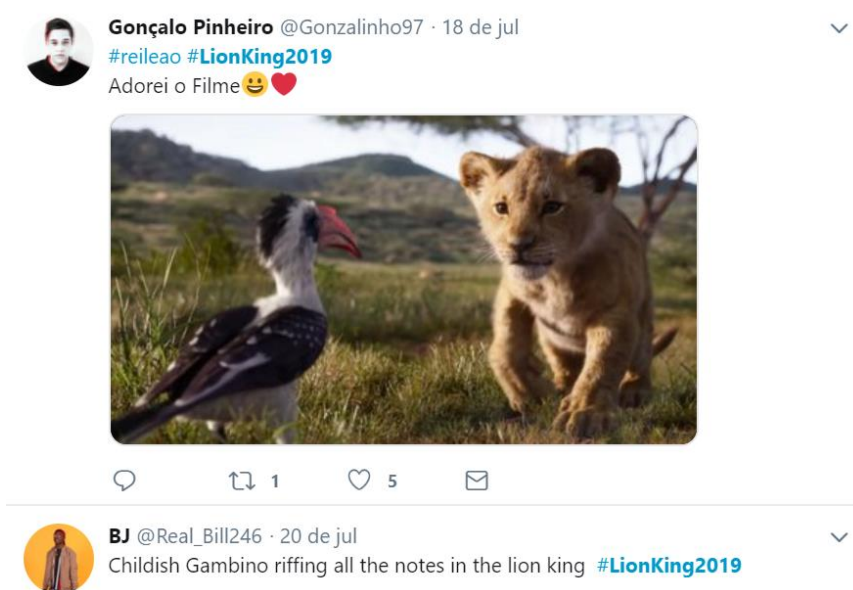 Gonçalo Pinheiro @Gonzalinho97 · 18 de jul
#reileao #LionKing2019
Adorei o Filme😀❤
1 5
BJ @Real_Bill246 · 20 de jul
Childish Gambino riffing all the notes in the lion king #LionKing2019